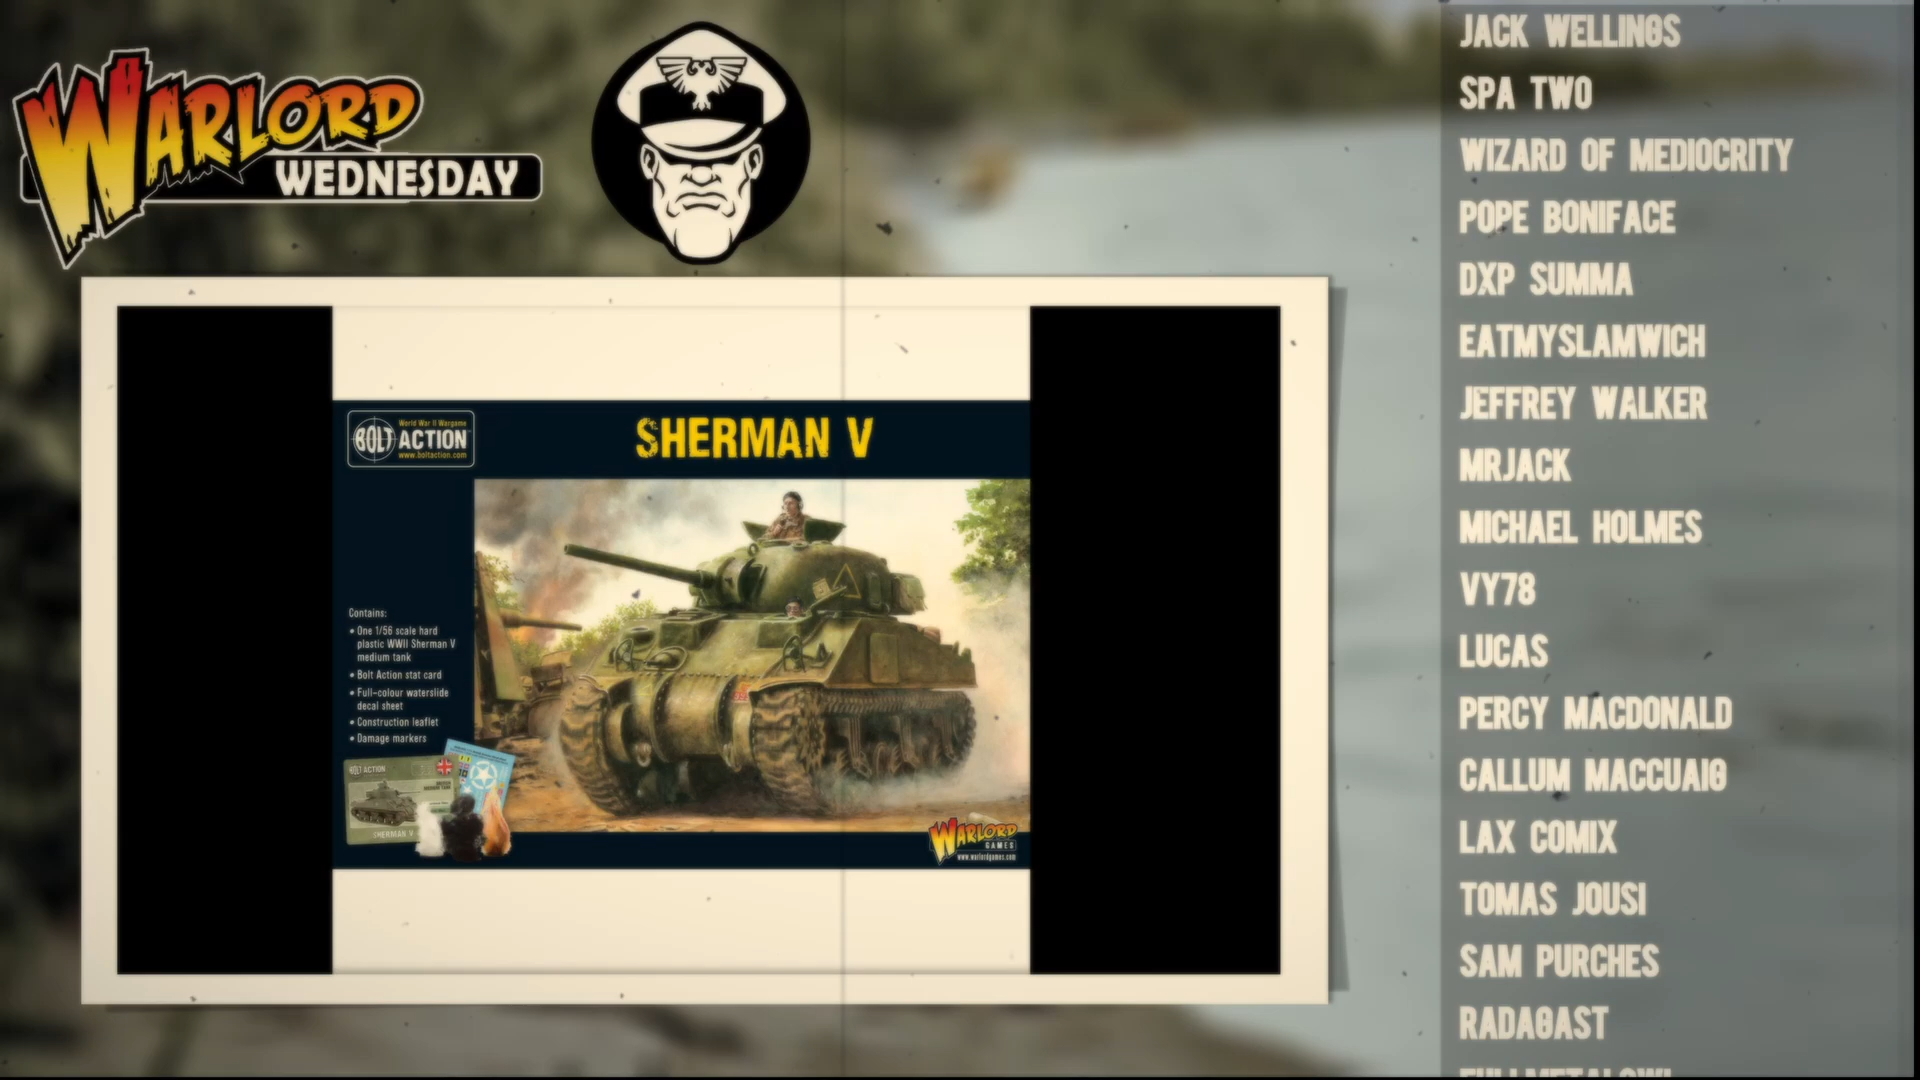 WARLORD
WEDNESDAY
BOLT ACTION
World War II Wargame
www.boltaction.com
SHERMAN V
Contains:
• One 1/56 scale hard
plastic WWII Sherman V
medium tank
• Bolt Action stat card
• Full-colour waterslide
decal sheet
• Construction leaflet
• Damage markers
BOLT ACTION
SHERMAN V
WARLORD
GAMES
www.warlordgames.com
JACK WELLINGS
SPA TWO
WIZARD OF MEDIOCRITY
POPE BONIFACE
DXP SUMMA
EATMYSLAMWICH
JEFFREY WALKER
MRJACK
MICHAEL HOLMES
VY78
LUCAS
PERCY MACDONALD
CALLUM MACCUAIG
LAX COMIX
TOMAS JOUSI
SAM PURCHES
RADAGAST